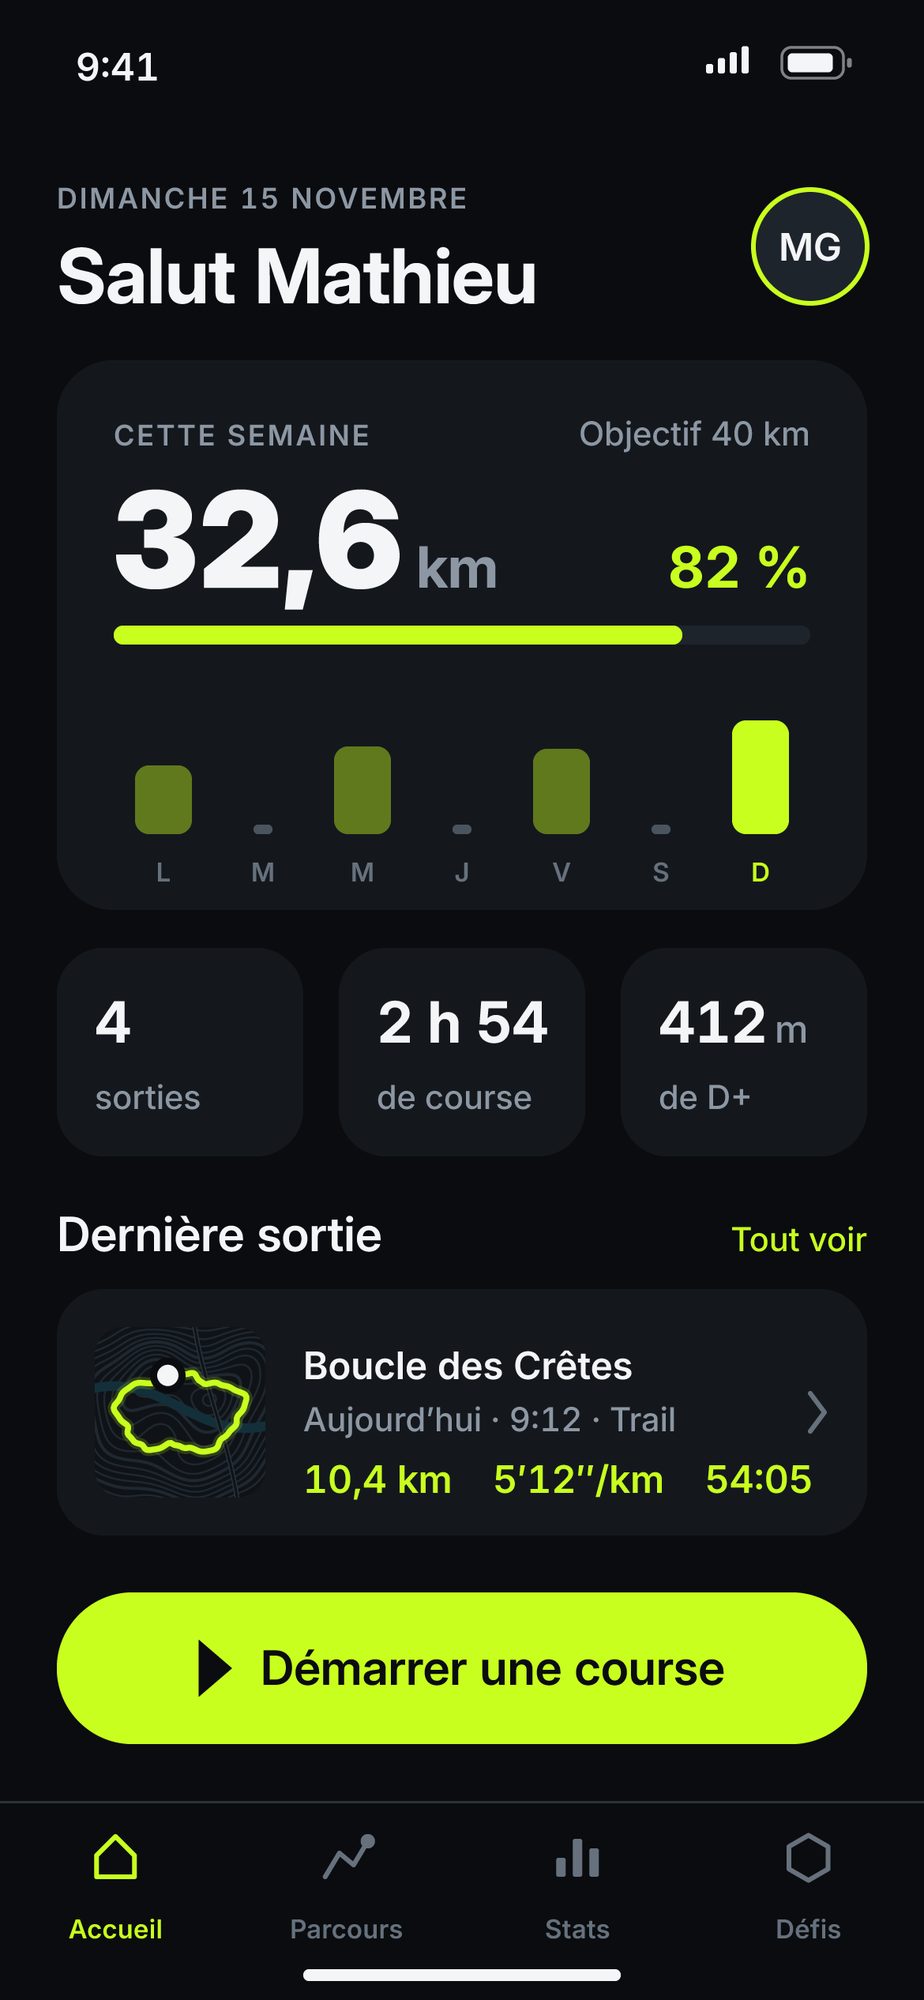 9:41
DIMANCHE 15 NOVEMBRE
Salut Mathieu
MG
CETTE SEMAINE
Objectif 40 km
32,6 km
82 %
L M M J V S D
4
sorties
2 h 54
de course
412 m
de D+
Dernière sortie
Tout voir
Boucle des Crêtes
Aujourd’hui · 9:12 · Trail
10,4 km 5′12″/km 54:05
Démarrer une course
Accueil Parcours Stats Défis